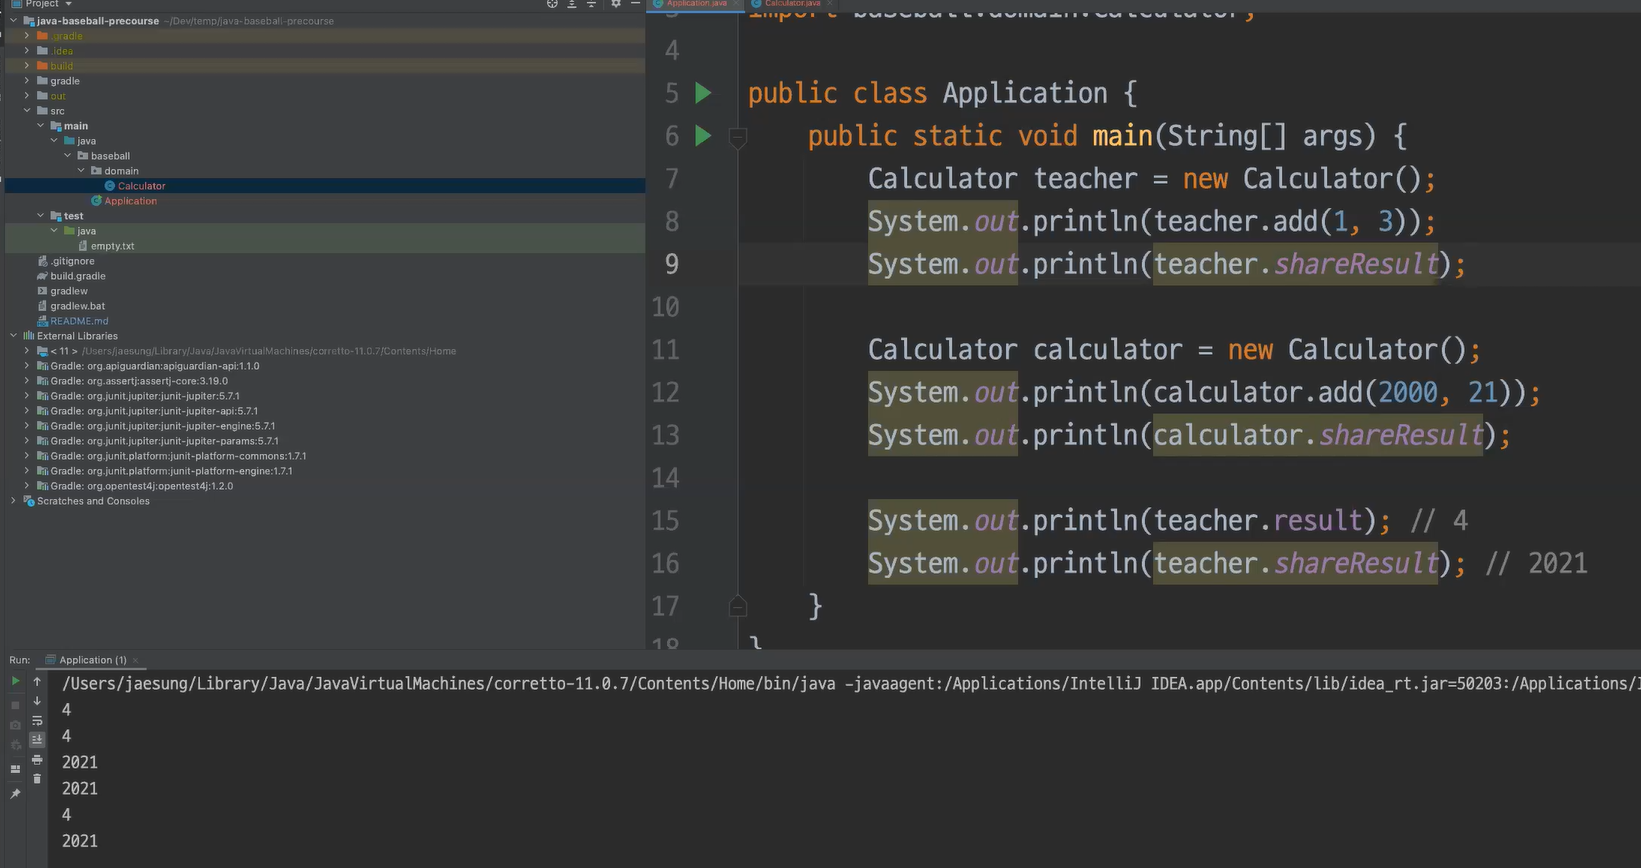 Project
java-baseball-precourse ~/Dev/temp/java-baseball-precourse
.gradle
.idea
build
gradle
out
src
main
java
baseball
domain
Calculator
Application
test
java
empty.txt
.gitignore
build.gradle
gradlew
gradlew.bat
README.md
External Libraries
< 11 > /Users/jaesung/Library/Java/JavaVirtualMachines/corretto-11.0.7/Contents/Home
Gradle: org.apiguardian:apiguardian-api:1.1.0
Gradle: org.assertj:assertj-core:3.19.0
Gradle: org.junit.jupiter:junit-jupiter:5.7.1
Gradle: org.junit.jupiter:junit-jupiter-api:5.7.1
Gradle: org.junit.jupiter:junit-jupiter-engine:5.7.1
Gradle: org.junit.jupiter:junit-jupiter-params:5.7.1
Gradle: org.junit.platform:junit-platform-commons:1.7.1
Gradle: org.junit.platform:junit-platform-engine:1.7.1
Gradle: org.opentest4j:opentest4j:1.2.0
Scratches and Consoles
Application.java Calculator.java
3 import baseball.domain.Calculator;
4
5 public class Application {
6 public static void main(String[] args) {
7 Calculator teacher = new Calculator();
8 System.out.println(teacher.add(1, 3));
9 System.out.println(teacher.shareResult);
10
11 Calculator calculator = new Calculator();
12 System.out.println(calculator.add(2000, 21));
13 System.out.println(calculator.shareResult);
14
15 System.out.println(teacher.result); // 4
16 System.out.println(teacher.shareResult); // 2021
17 }
18 }
Run: Application (1)
/Users/jaesung/Library/Java/JavaVirtualMachines/corretto-11.0.7/Contents/Home/bin/java -javaagent:/Applications/IntelliJ IDEA.app/Contents/lib/idea_rt.jar=50203:/Applications/
4
4
2021
2021
4
2021